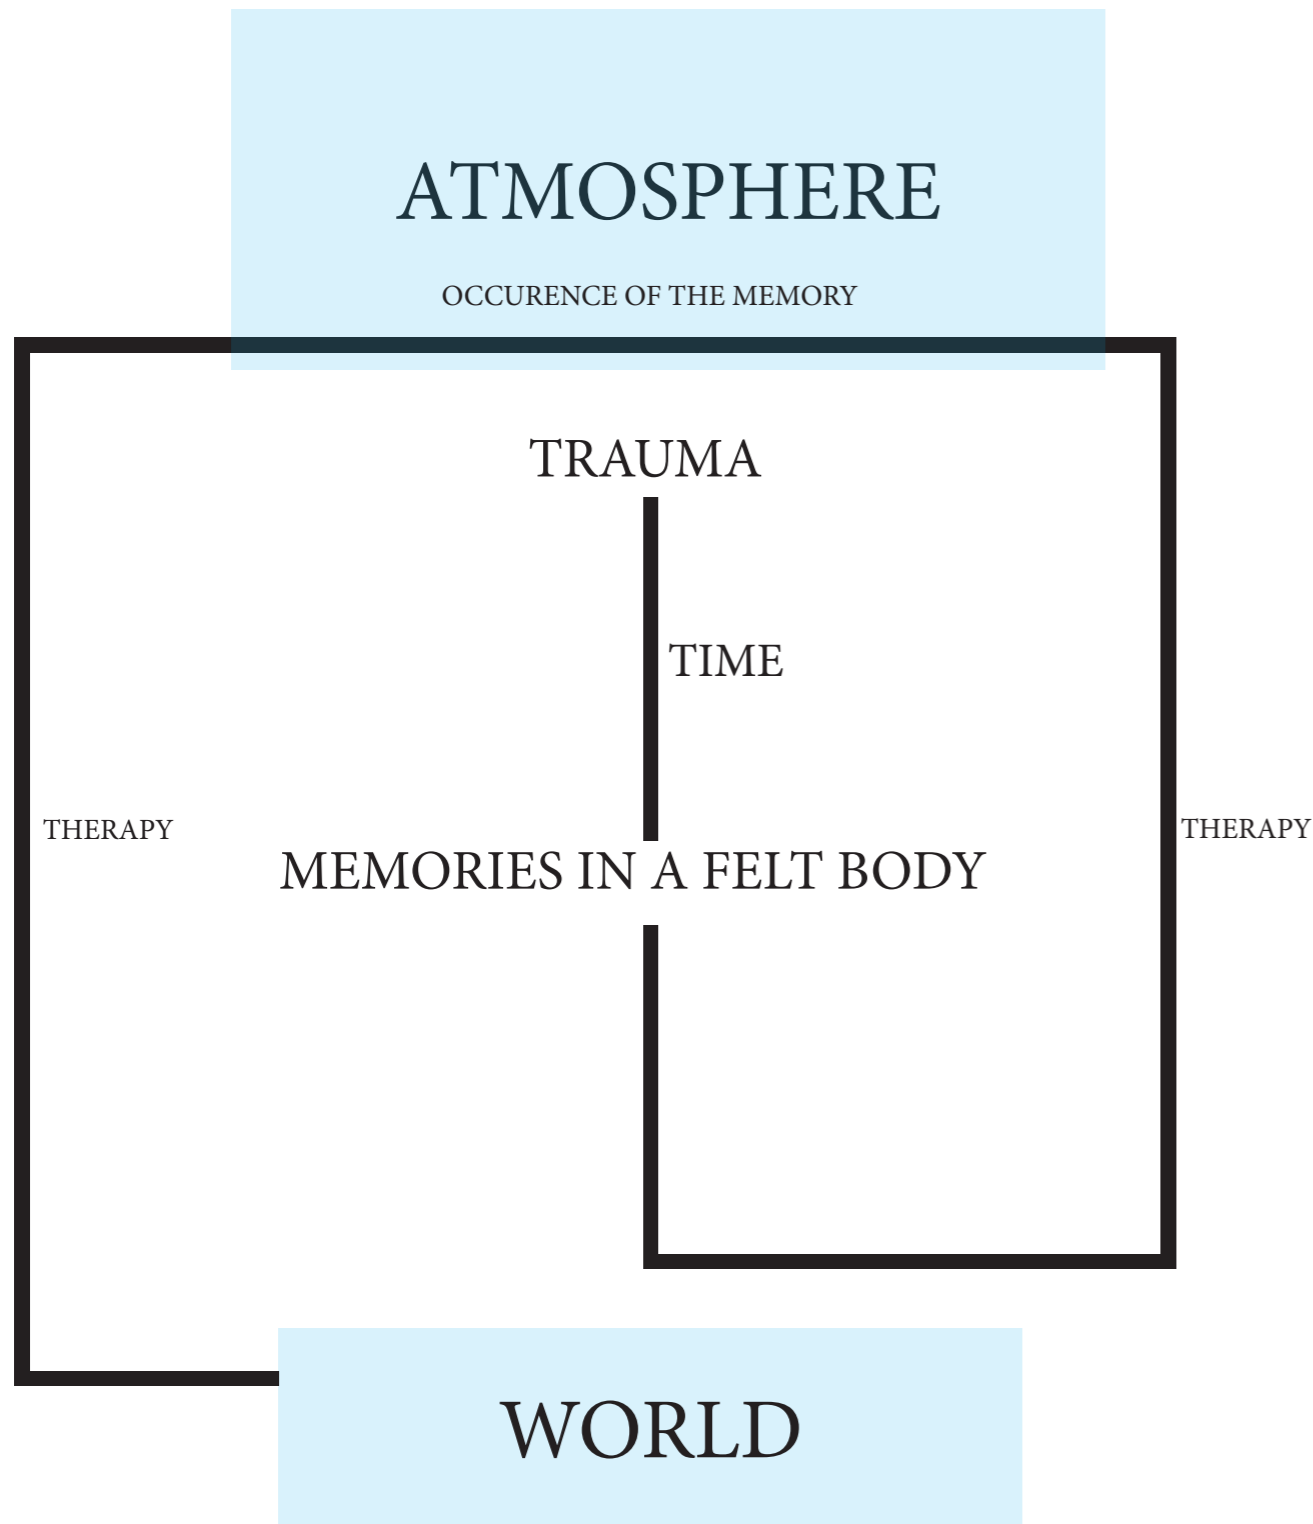 ATMOSPHERE
OCCURENCE OF THE MEMORY
TRAUMA
TIME
THERAPY
THERAPY
MEMORIES IN A FELT BODY
WORLD